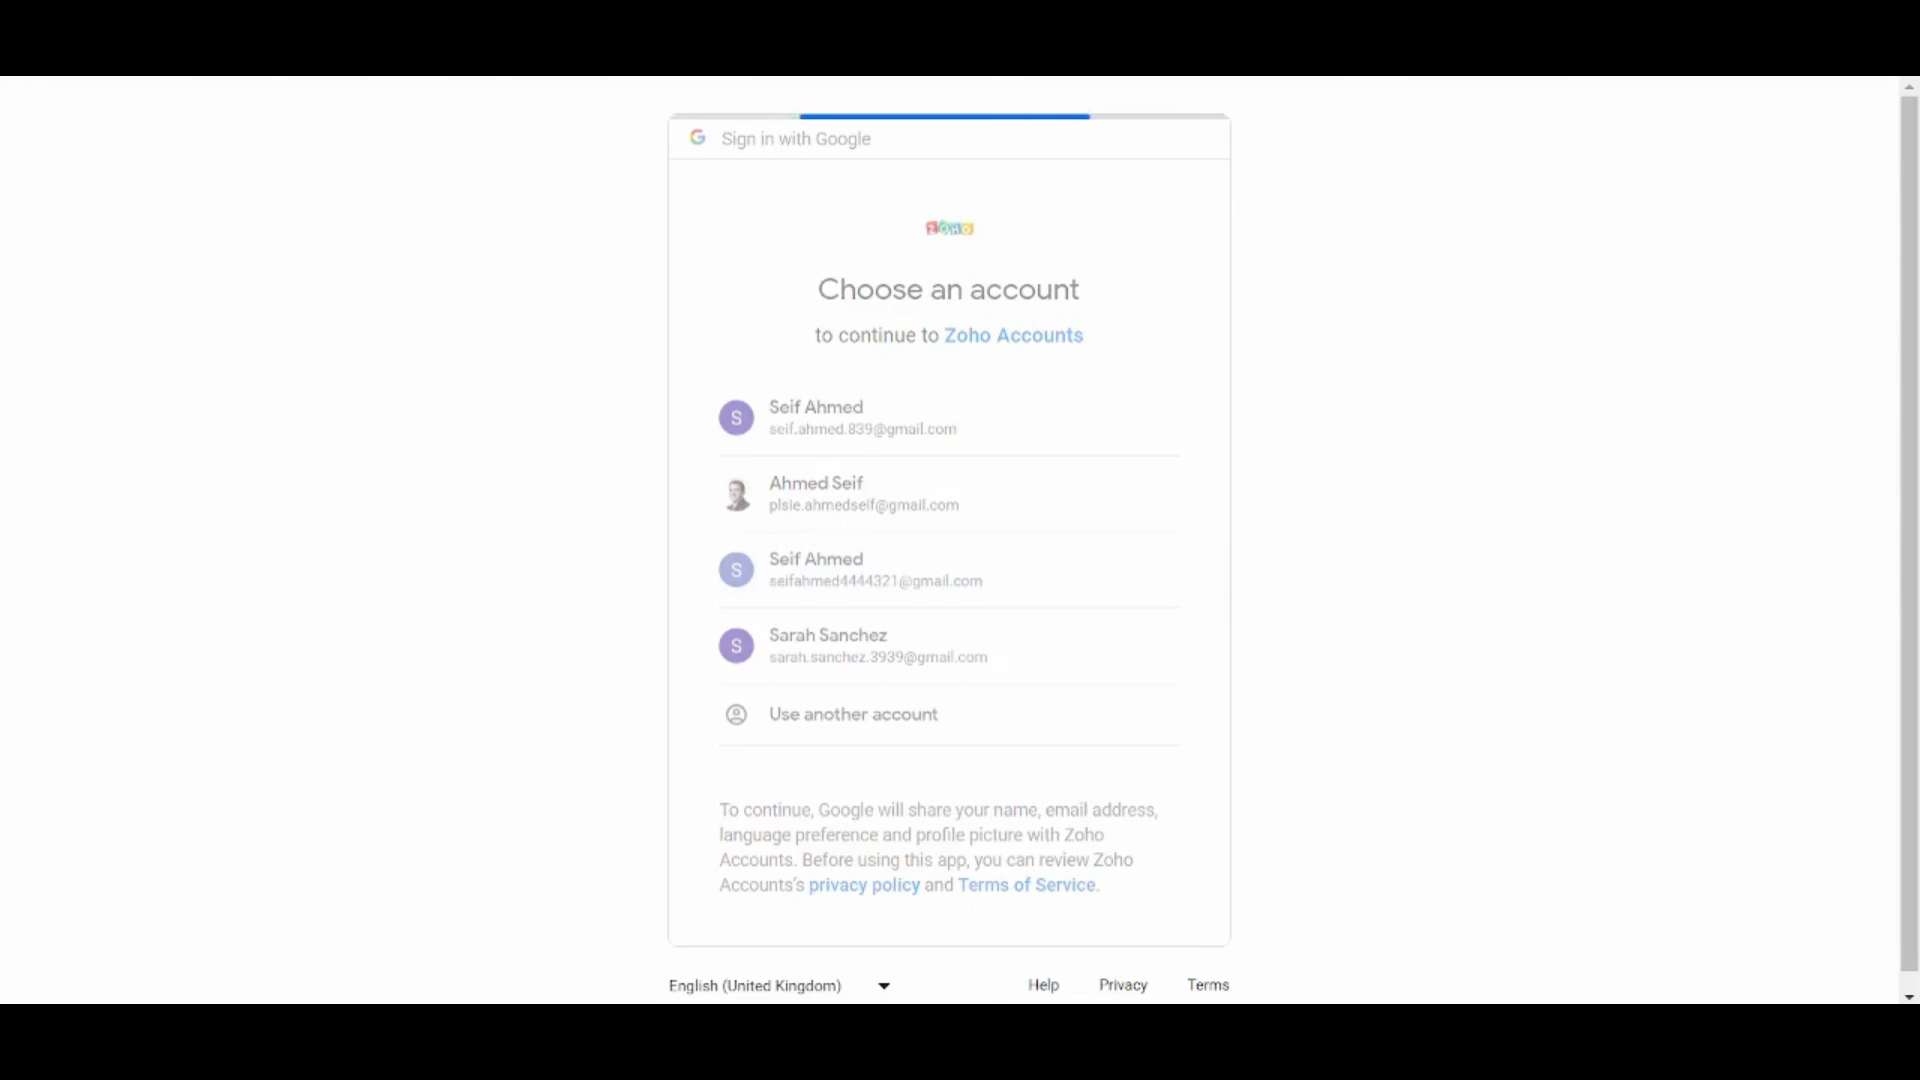 Sign in with Google
ZOHO
Choose an account
to continue to Zoho Accounts
S
Seif Ahmed
seif.ahmed.839@gmail.com
Ahmed Seif
plsie.ahmedseif@gmail.com
S
Seif Ahmed
seifahmed4444321@gmail.com
S
Sarah Sanchez
sarah.sanchez.3939@gmail.com
Use another account
To continue, Google will share your name, email address,
language preference and profile picture with Zoho
Accounts. Before using this app, you can review Zoho
Accounts's privacy policy and Terms of Service.
English (United Kingdom)
Help
Privacy
Terms